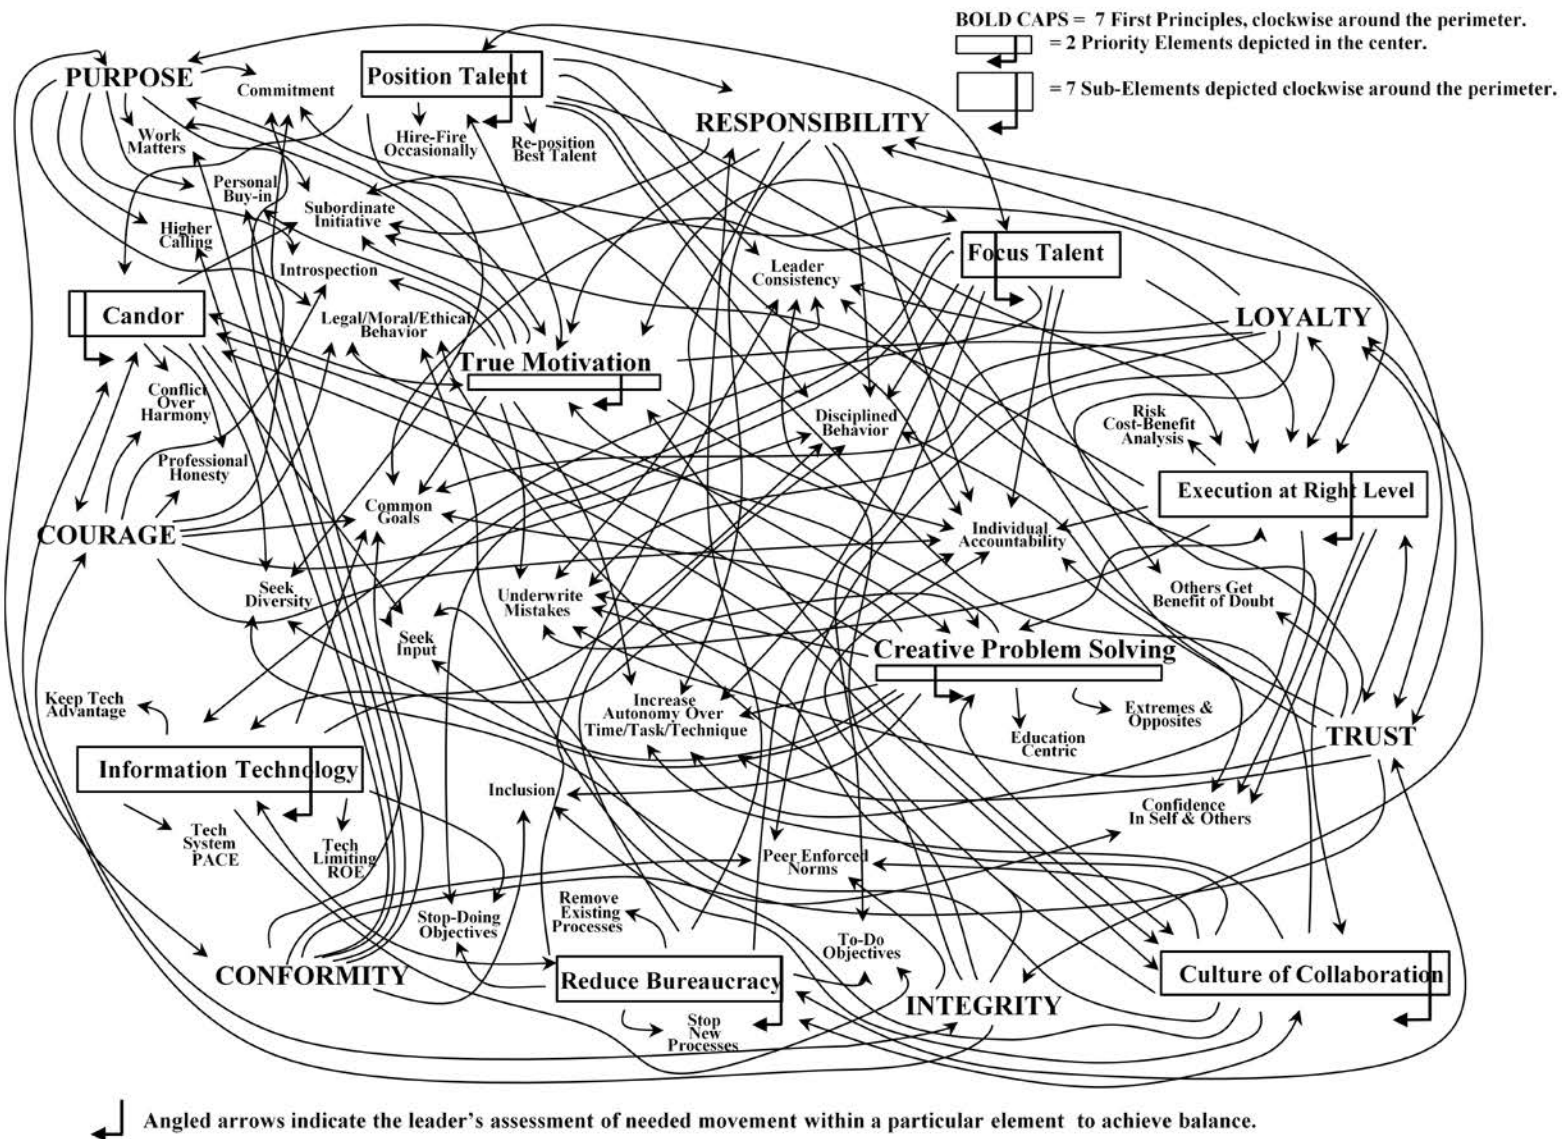 BOLD CAPS = 7 First Principles, clockwise around the perimeter.
= 2 Priority Elements depicted in the center.
= 7 Sub-Elements depicted clockwise around the perimeter.
PURPOSE
Commitment
Position Talent
Work
Matters
Hire-Fire
Occasionally
Re-position
Best Talent
RESPONSIBILITY
Personal
Buy-in
Subordinate
Initiative
Higher
Calling
Introspection
Leader
Consistency
Focus Talent
Candor
Legal/Moral/Ethical
Behavior
LOYALTY
True Motivation
Conflict
Over
Harmony
Disciplined
Behavior
Risk
Cost-Benefit
Analysis
Professional
Honesty
Execution at Right Level
Common
Goals
COURAGE
Individual
Accountability
Seek
Diversity
Underwrite
Mistakes
Others Get
Benefit of Doubt
Seek
Input
Creative Problem Solving
Keep Tech
Advantage
Increase
Autonomy Over
Time/Task/Technique
Extremes &
Opposites
Education
Centric
TRUST
Information Technology
Inclusion
Confidence
In Self & Others
Tech
System
PACE
Tech
Limiting
ROE
Peer Enforced
Norms
Remove
Existing
Processes
Stop-Doing
Objectives
To-Do
Objectives
CONFORMITY
Reduce Bureaucracy
INTEGRITY
Culture of Collaboration
Stop
New
Processes
Angled arrows indicate the leader's assessment of needed movement within a particular element to achieve balance.